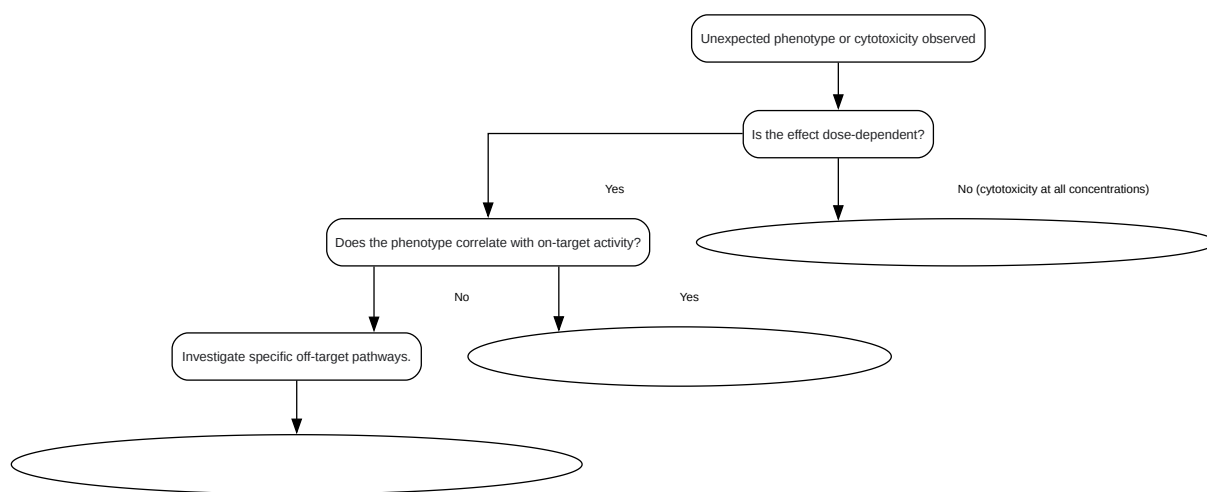 Unexpected phenotype or cytotoxicity observed
Is the effect dose-dependent?
Yes
No (cytotoxicity at all concentrations)
Does the phenotype correlate with on-target activity?
No
Yes
Investigate specific off-target pathways.